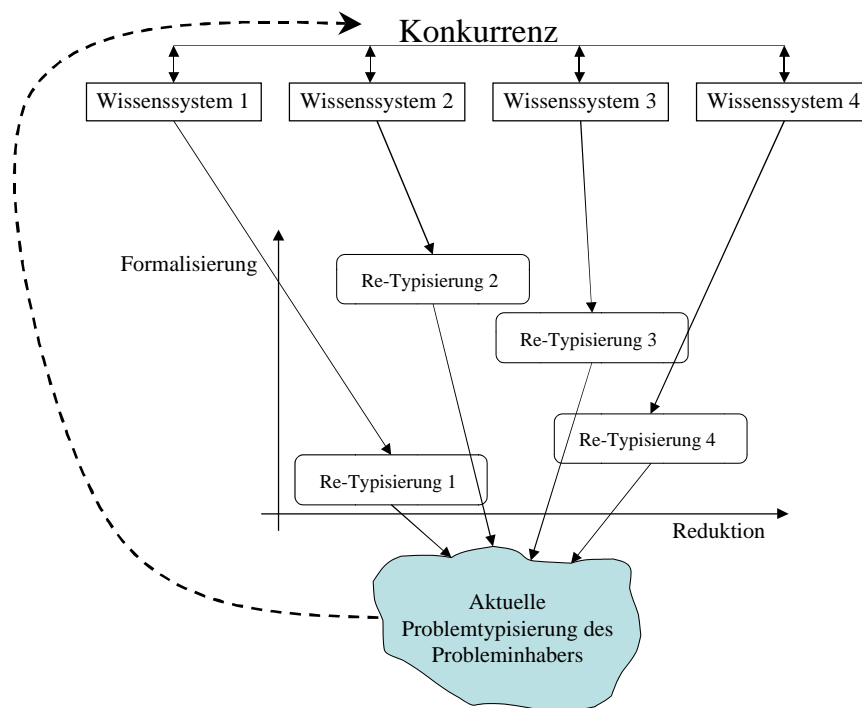 Konkurrenz
Wissenssystem 1
Wissenssystem 2
Wissenssystem 3
Wissenssystem 4
Formalisierung
Re-Typisierung 2
Re-Typisierung 3
Re-Typisierung 4
Re-Typisierung 1
Reduktion
Aktuelle
Problemtypisierung des
Probleminhabers